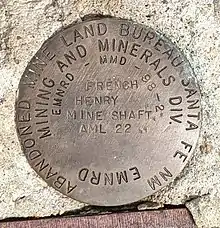 ABANDONED MINE LAND BUREAU SANTA FE NM EMNRD
MINING AND MINERALS DIV.
EMNRD - MMD - 98-2
FRENCH
HENRY
MINE SHAFT
AML 22